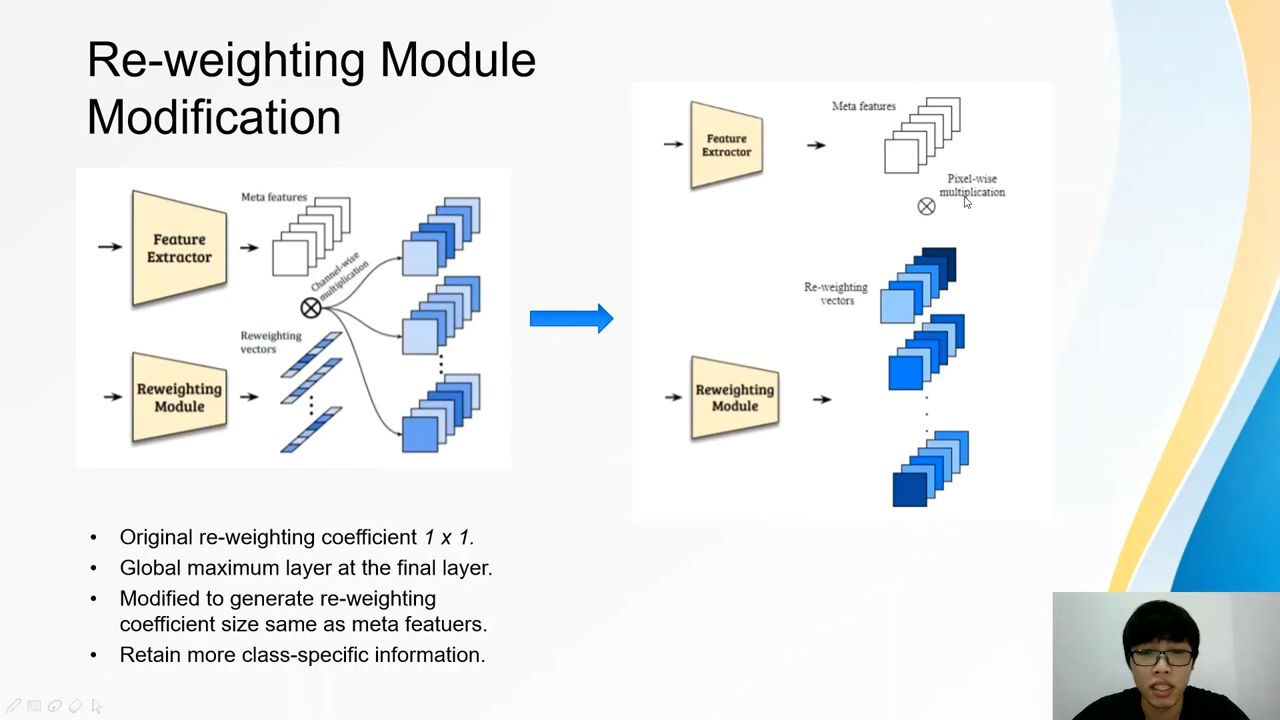 Re-weighting Module
Modification
Meta features
Feature
Extractor
Channel-wise
multiplication
Reweighting
vectors
Reweighting
Module
Meta features
Feature
Extractor
Pixel-wise
multiplication
Re-weighting
vectors
Reweighting
Module
• Original re-weighting coefficient 1 x 1.
• Global maximum layer at the final layer.
• Modified to generate re-weighting
coefficient size same as meta featuers.
• Retain more class-specific information.